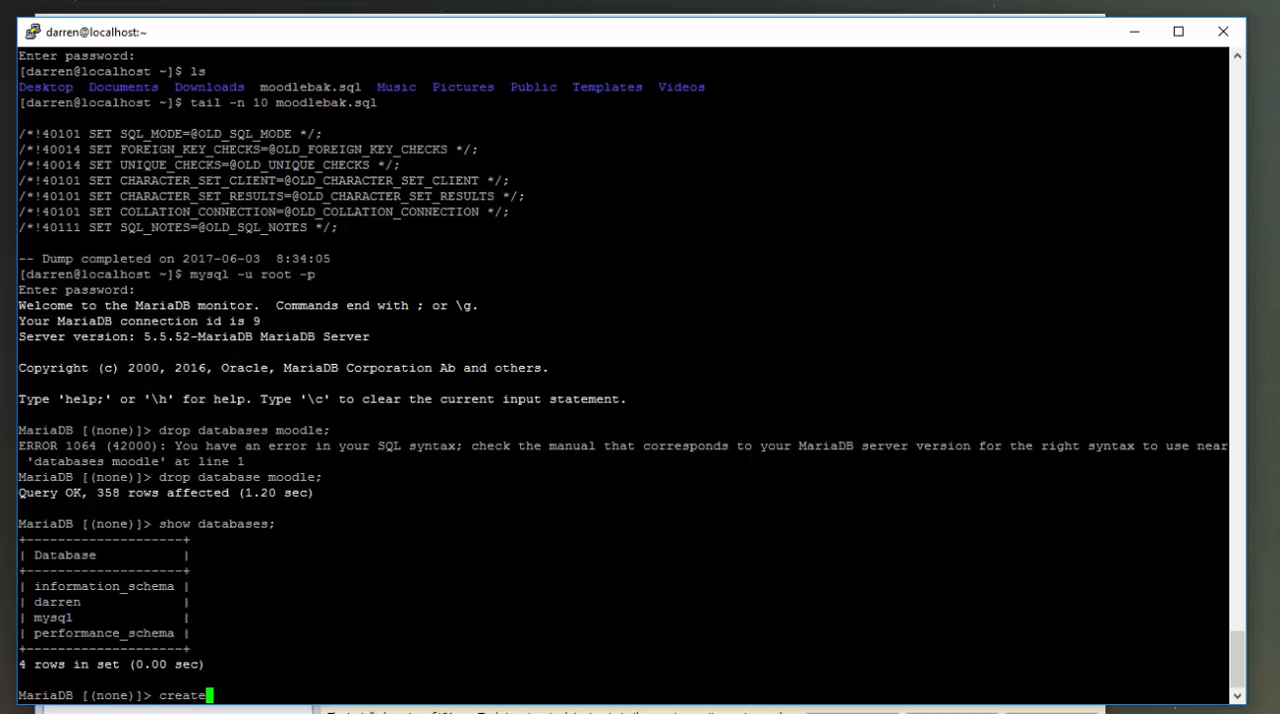 darren@localhost:~
Enter password:
[darren@localhost ~]$ ls
Desktop  Documents  Downloads  moodlebak.sql  Music  Pictures  Public  Templates  Videos
[darren@localhost ~]$ tail -n 10 moodlebak.sql
/*!40101 SET SQL_MODE=@OLD_SQL_MODE */;
/*!40014 SET FOREIGN_KEY_CHECKS=@OLD_FOREIGN_KEY_CHECKS */;
/*!40014 SET UNIQUE_CHECKS=@OLD_UNIQUE_CHECKS */;
/*!40101 SET CHARACTER_SET_CLIENT=@OLD_CHARACTER_SET_CLIENT */;
/*!40101 SET CHARACTER_SET_RESULTS=@OLD_CHARACTER_SET_RESULTS */;
/*!40101 SET COLLATION_CONNECTION=@OLD_COLLATION_CONNECTION */;
/*!40111 SET SQL_NOTES=@OLD_SQL_NOTES */;
-- Dump completed on 2017-06-03  8:34:05
[darren@localhost ~]$ mysql -u root -p
Enter password:
Welcome to the MariaDB monitor.  Commands end with ; or \g.
Your MariaDB connection id is 9
Server version: 5.5.52-MariaDB MariaDB Server
Copyright (c) 2000, 2016, Oracle, MariaDB Corporation Ab and others.
Type 'help;' or '\h' for help. Type '\c' to clear the current input statement.
MariaDB [(none)]> drop databases moodle;
ERROR 1064 (42000): You have an error in your SQL syntax; check the manual that corresponds to your MariaDB server version for the right syntax to use near
'databases moodle' at line 1
MariaDB [(none)]> drop database moodle;
Query OK, 358 rows affected (1.20 sec)
MariaDB [(none)]> show databases;
+--------------------+
| Database           |
+--------------------+
| information_schema |
| darren             |
| mysql              |
| performance_schema |
+--------------------+
4 rows in set (0.00 sec)
MariaDB [(none)]> create